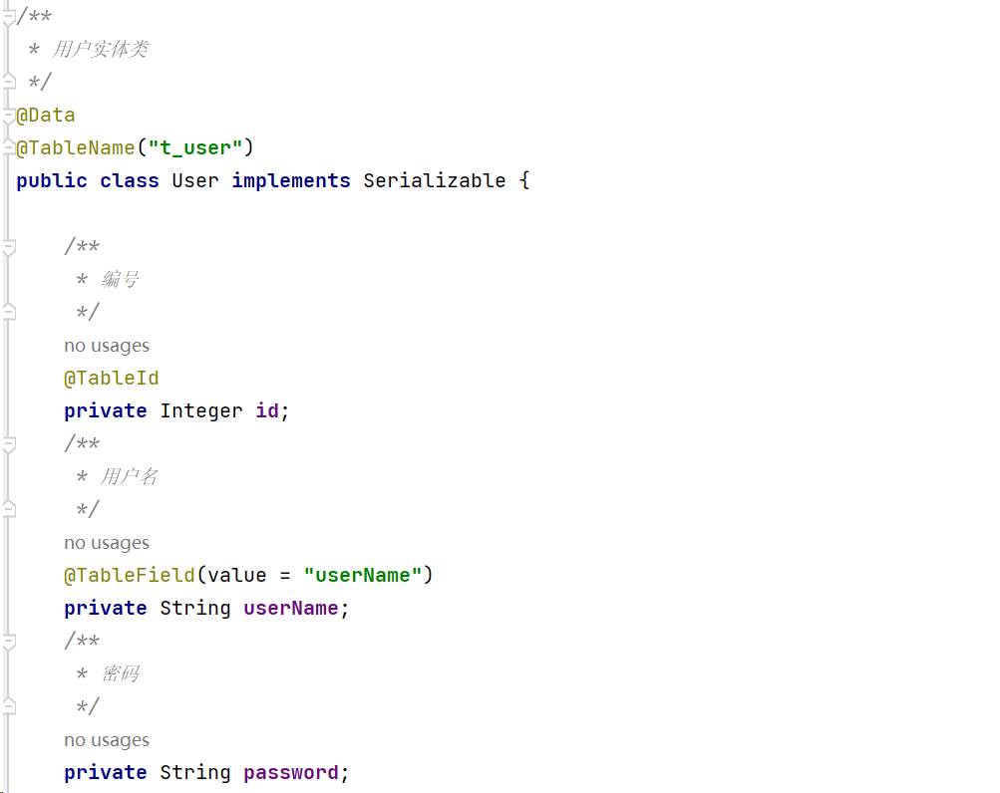 /**
 * 用户实体类
 */
@Data
@TableName("t_user")
public class User implements Serializable {
/**
 * 编号
 */
no usages
@TableId
private Integer id;
/**
 * 用户名
 */
no usages
@TableField(value = "userName")
private String userName;
/**
 * 密码
 */
no usages
private String password;